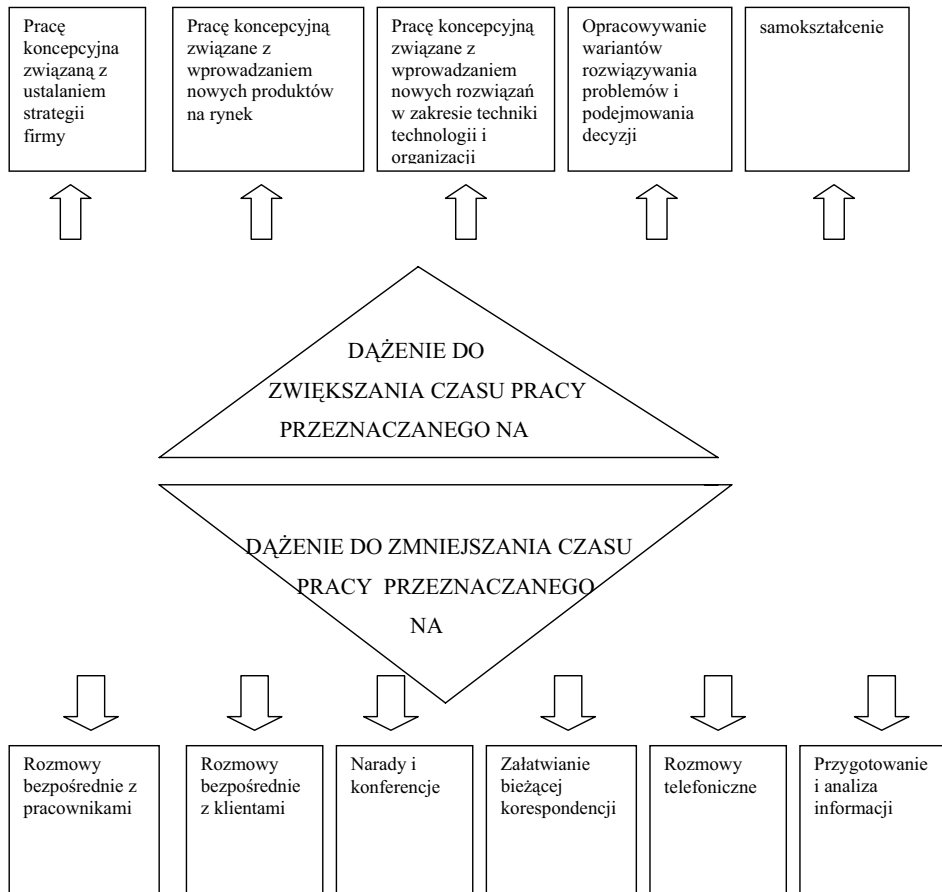 Pracę
koncepcyjna
związaną z
ustalaniem
strategii
firmy
Pracę koncepcyjną
związane z
wprowadzaniem
nowych produktów
na rynek
Pracę koncepcyjną
związane z
wprowadzaniem
nowych rozwiązań
w zakresie techniki
technologii i
organizacji
Opracowywanie
wariantów
rozwiązywania
problemów i
podejmowania
decyzji
samokształcenie
DĄŻENIE DO
ZWIĘKSZANIA CZASU PRACY
PRZEZNACZANEGO NA
DĄŻENIE DO ZMNIEJSZANIA CZASU
PRACY PRZEZNACZANEGO
NA
Rozmowy
bezpośrednie z
pracownikami
Rozmowy
bezpośrednie
z klientami
Narady i
konferencje
Załatwianie
bieżącej
korespondencji
Rozmowy
telefoniczne
Przygotowanie
i analiza
informacji